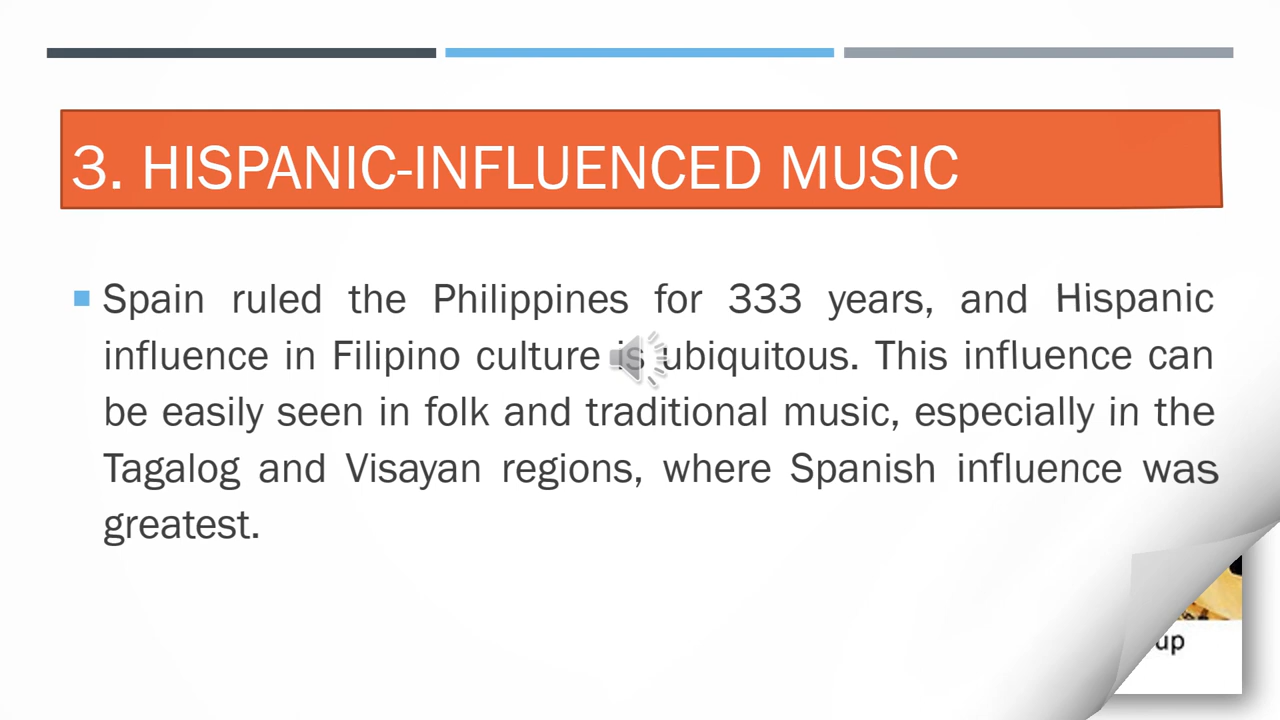 3. HISPANIC-INFLUENCED MUSIC
Spain ruled the Philippines for 333 years, and Hispanic
influence in Filipino culture is ubiquitous. This influence can
be easily seen in folk and traditional music, especially in the
Tagalog and Visayan regions, where Spanish influence was
greatest.
up